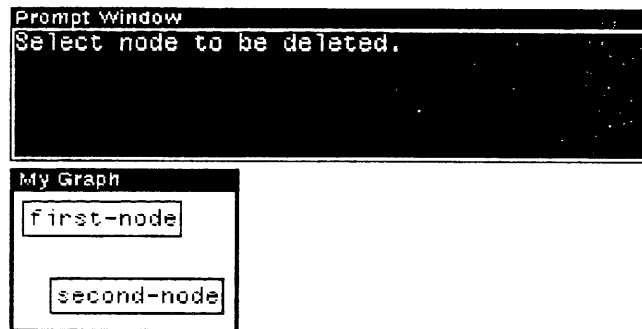 Prompt Window
Select node to be deleted.
My Graph
first-node
second-node